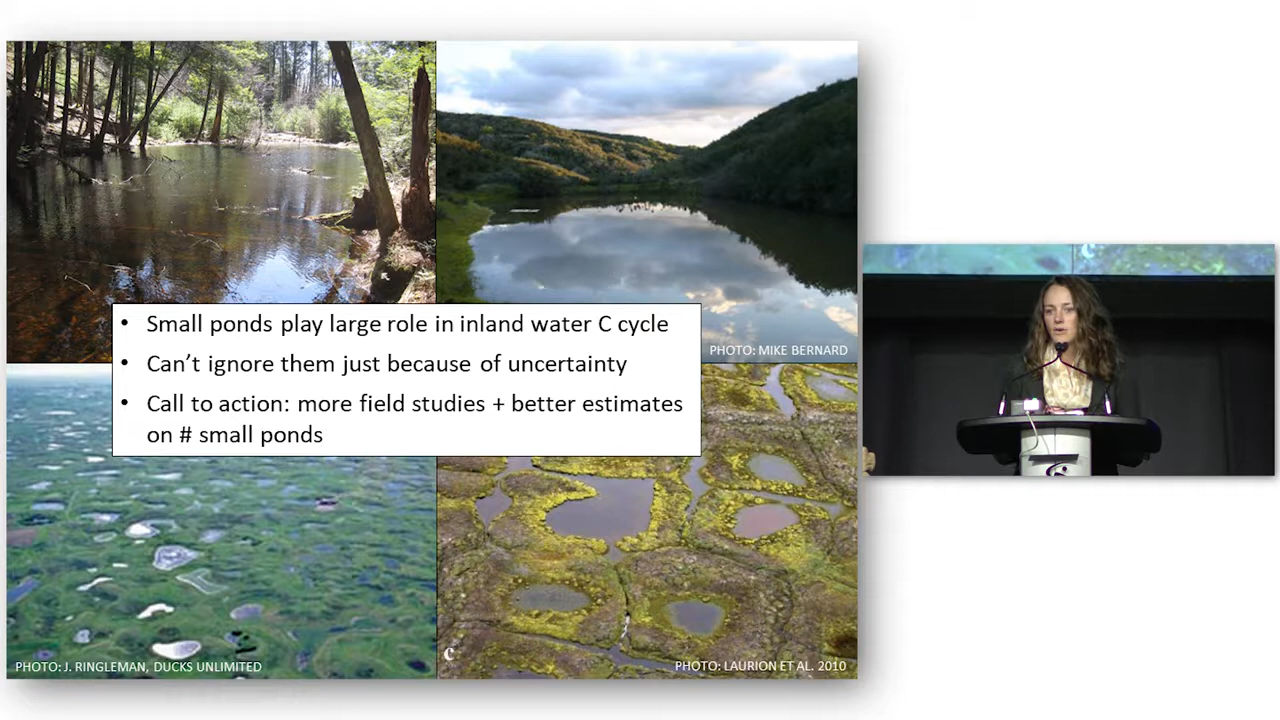 • Small ponds play large role in inland water C cycle
• Can't ignore them just because of uncertainty
• Call to action: more field studies + better estimates
on # small ponds
PHOTO: MIKE BERNARD
PHOTO: J. RINGLEMAN, DUCKS UNLIMITED
c
PHOTO: LAURION ET AL. 2010